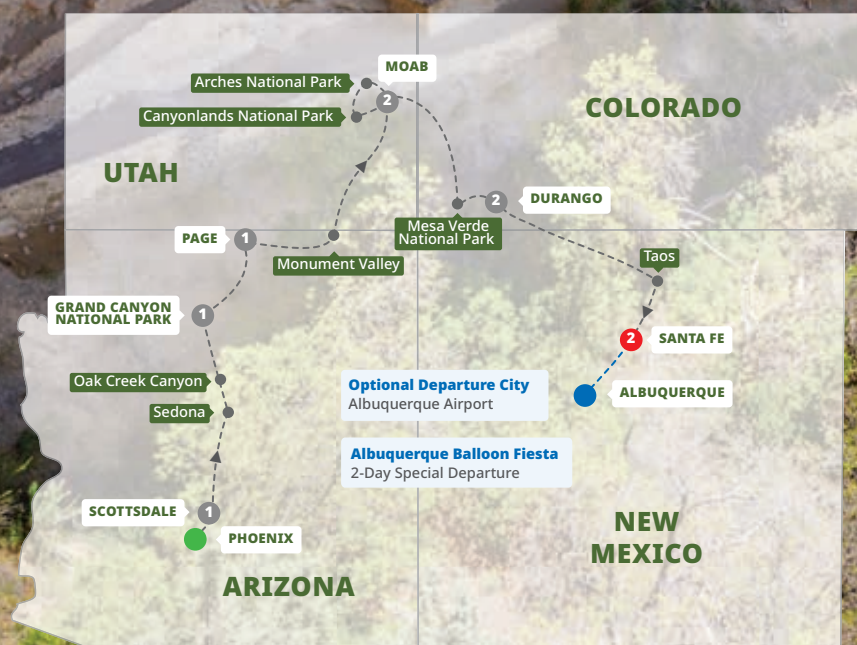 MOAB
Arches National Park
2
Canyonlands National Park
COLORADO
UTAH
2
DURANGO
Mesa Verde
National Park
PAGE
1
Monument Valley
Taos
GRAND CANYON
NATIONAL PARK
1
2
SANTA FE
Oak Creek Canyon
Sedona
Optional Departure City
Albuquerque Airport
ALBUQUERQUE
Albuquerque Balloon Fiesta
2-Day Special Departure
SCOTTSDALE
1
PHOENIX
NEW
MEXICO
ARIZONA